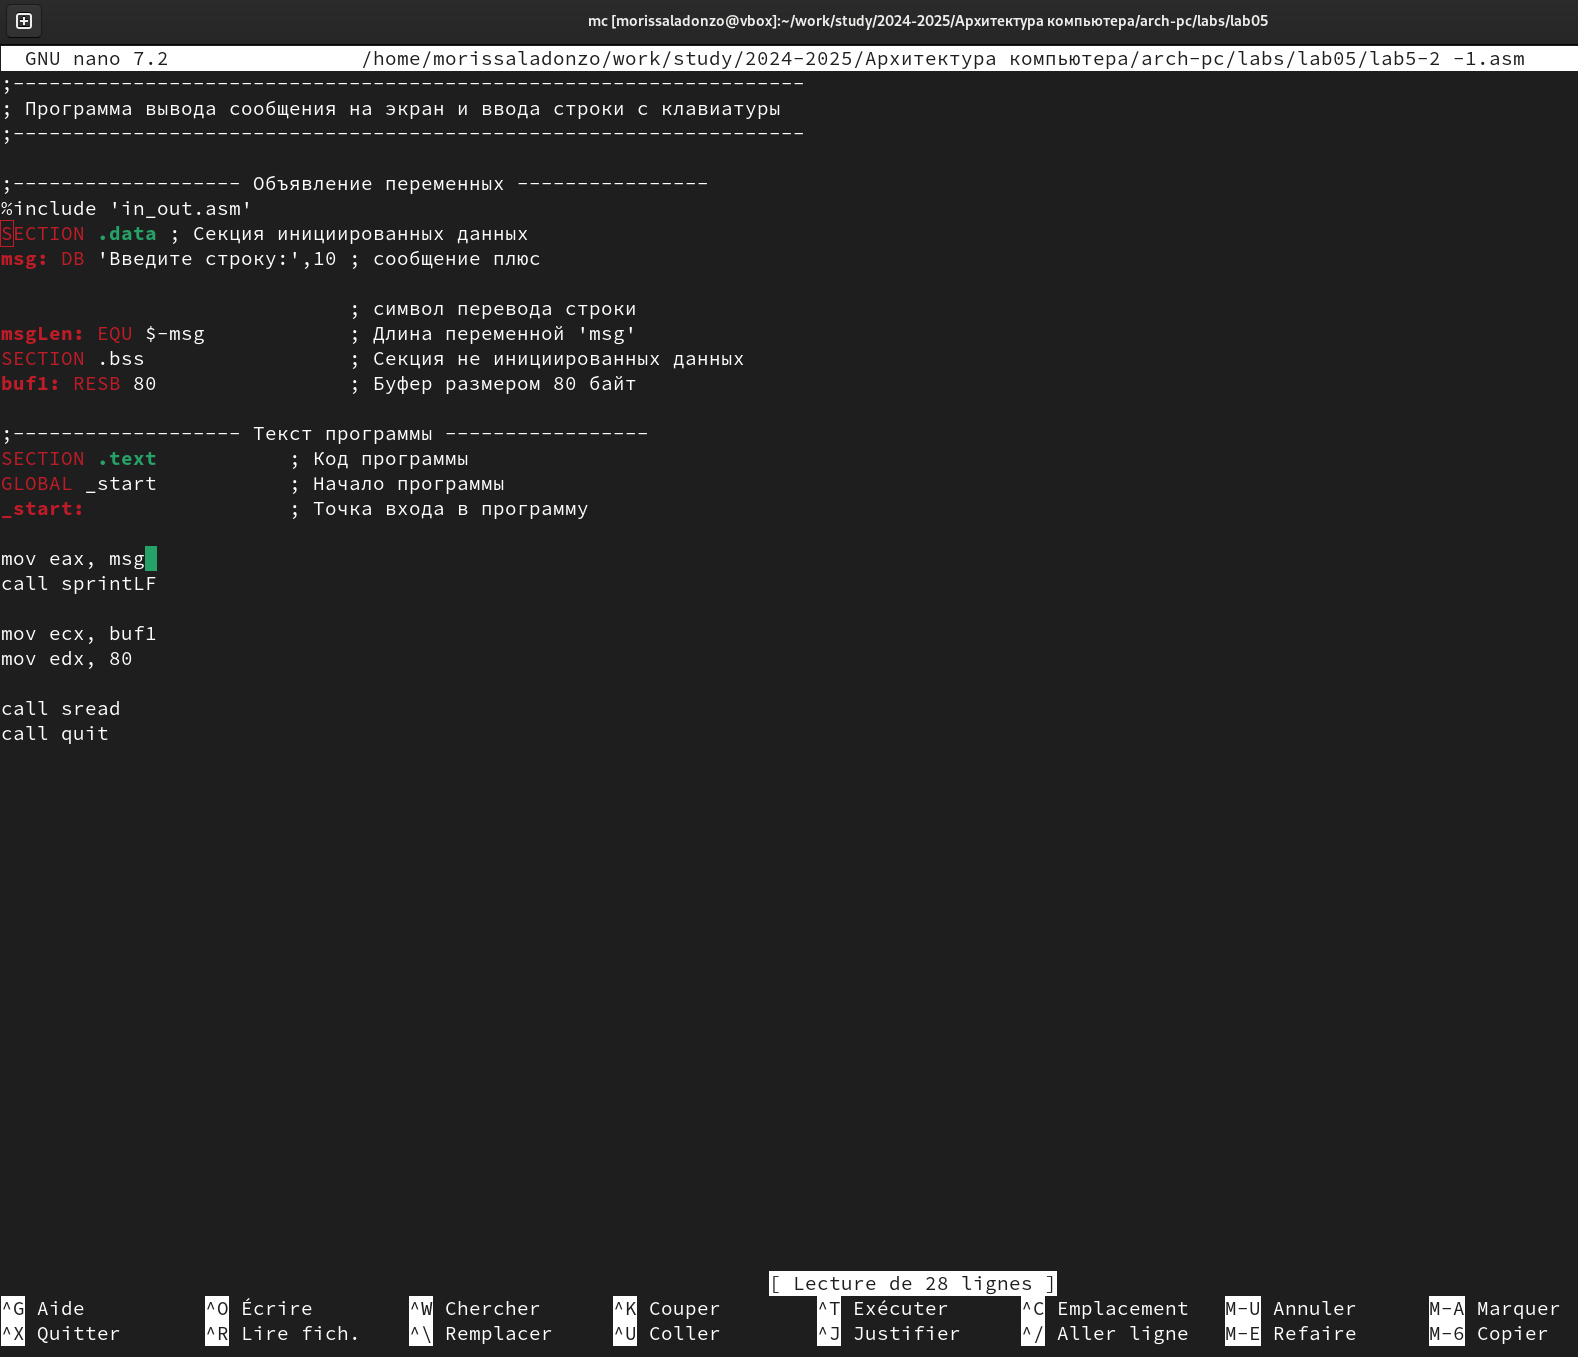 mc [morissaladonzo@vbox]:~/work/study/2024-2025/Архитектура компьютера/arch-pc/labs/lab05
GNU nano 7.2 /home/morissaladonzo/work/study/2024-2025/Архитектура компьютера/arch-pc/labs/lab05/lab5-2 -1.asm
;------------------------------------------------------------------
; Программа вывода сообщения на экран и ввода строки с клавиатуры
;------------------------------------------------------------------
;------------------- Объявление переменных ----------------
%include 'in_out.asm'
SECTION .data ; Секция инициированных данных
msg: DB 'Введите строку:',10 ; сообщение плюс
; символ перевода строки
msgLen: EQU $-msg ; Длина переменной 'msg'
SECTION .bss ; Секция не инициированных данных
buf1: RESB 80 ; Буфер размером 80 байт
;------------------- Текст программы -----------------
SECTION .text ; Код программы
GLOBAL _start ; Начало программы
_start: ; Точка входа в программу
mov eax, msg
call sprintLF
mov ecx, buf1
mov edx, 80
call sread
call quit
[ Lecture de 28 lignes ]
^G Aide ^O Écrire ^W Chercher ^K Couper ^T Exécuter ^C Emplacement M-U Annuler M-A Marquer
^X Quitter ^R Lire fich. ^\ Remplacer ^U Coller ^J Justifier ^/ Aller ligne M-E Refaire M-6 Copier